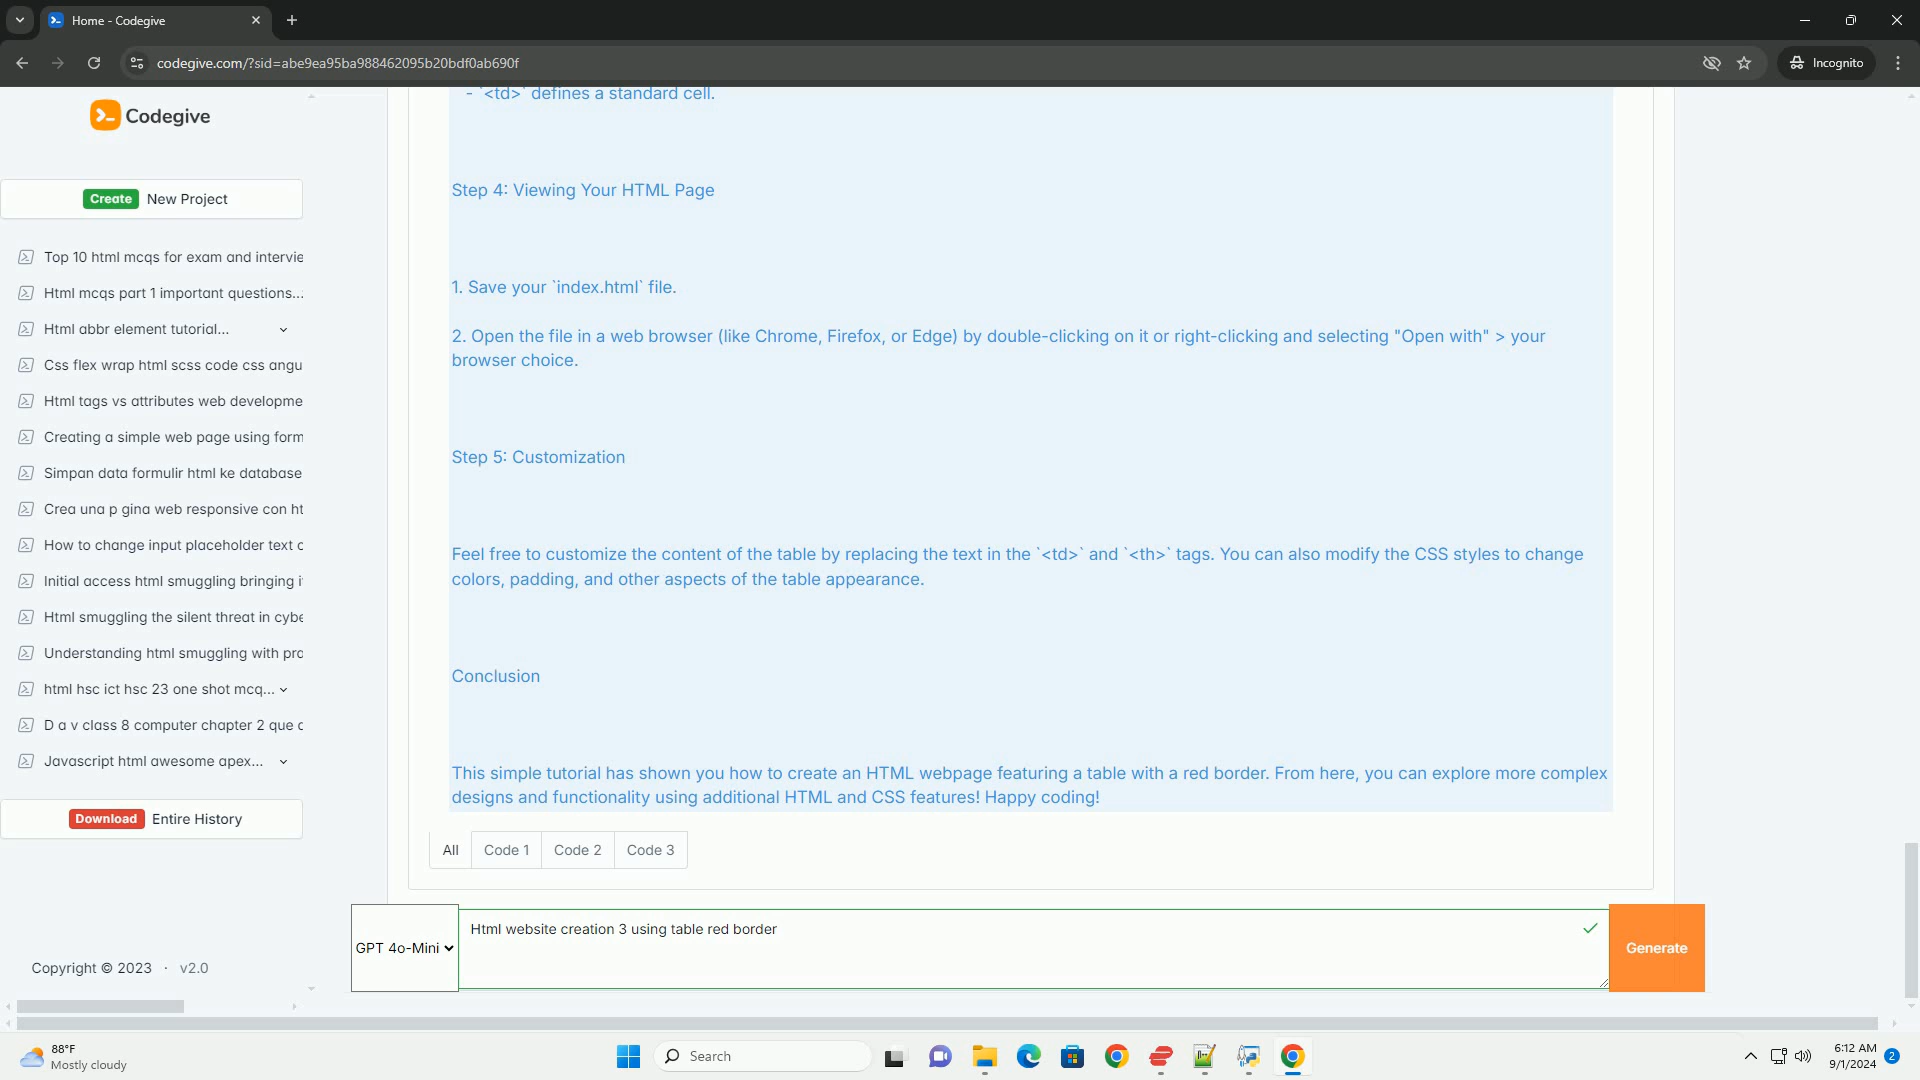 Home - Codegive
codegive.com/?sid=abe9ea95ba988462095b20bdf0ab690f
Incognito
Codegive
Create New Project
Top 10 html mcqs for exam and intervie
Html mcqs part 1 important questions...
Html abbr element tutorial...
Css flex wrap html scss code css angu
Html tags vs attributes web developme
Creating a simple web page using form
Simpan data formulir html ke database
Crea una p gina web responsive con ht
How to change input placeholder text c
Initial access html smuggling bringing i
Html smuggling the silent threat in cybe
Understanding html smuggling with pra
html hsc ict hsc 23 one shot mcq...
D a v class 8 computer chapter 2 que a
Javascript html awesome apex...
Download Entire History
Copyright © 2023 · v2.0
- `<td>` defines a standard cell.
Step 4: Viewing Your HTML Page
1. Save your `index.html` file.
2. Open the file in a web browser (like Chrome, Firefox, or Edge) by double-clicking on it or right-clicking and selecting "Open with" > your
browser choice.
Step 5: Customization
Feel free to customize the content of the table by replacing the text in the `<td>` and `<th>` tags. You can also modify the CSS styles to change
colors, padding, and other aspects of the table appearance.
Conclusion
This simple tutorial has shown you how to create an HTML webpage featuring a table with a red border. From here, you can explore more complex
designs and functionality using additional HTML and CSS features! Happy coding!
All Code 1 Code 2 Code 3
GPT 4o-Mini
Html website creation 3 using table red border
Generate
88°F
Mostly cloudy
Search
6:12 AM
9/1/2024
2